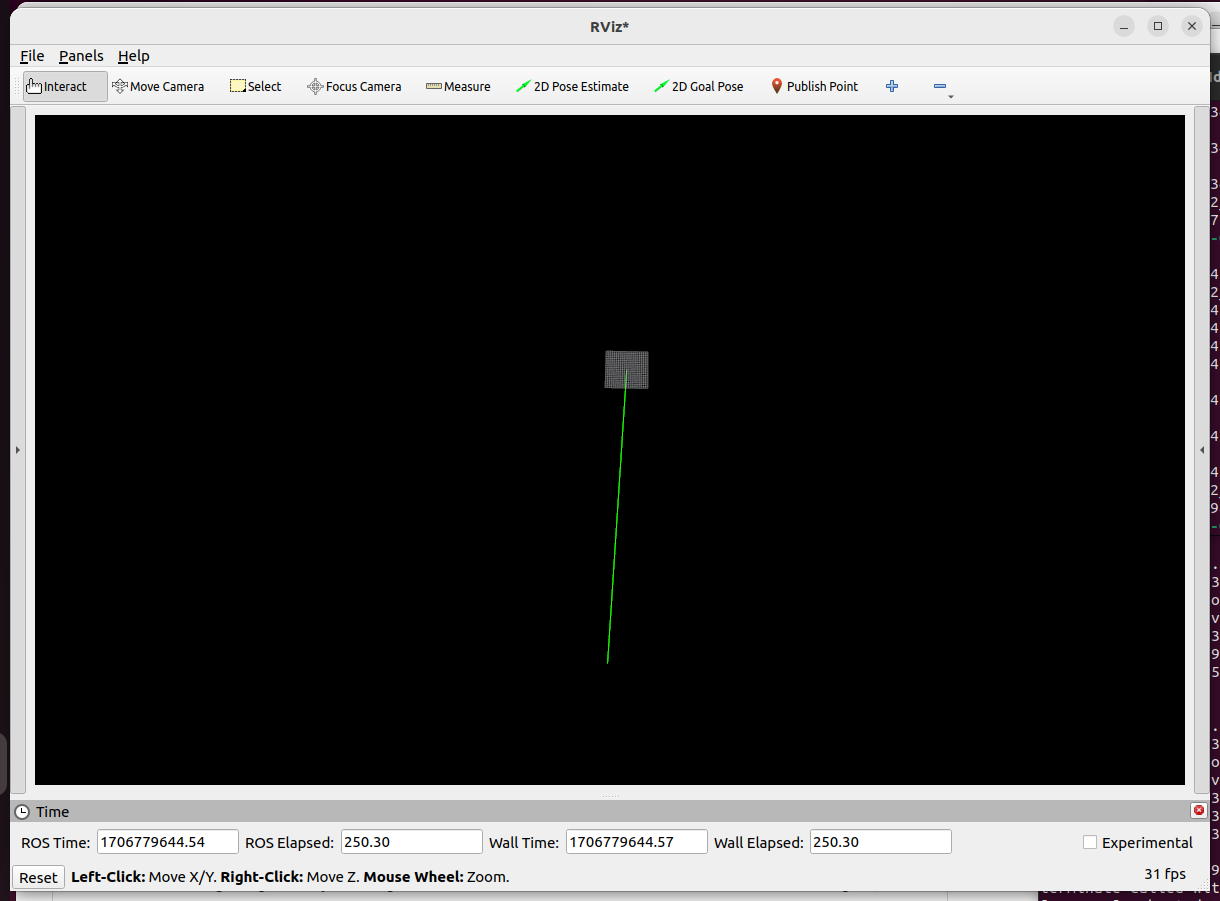 RViz*
File Panels Help
Interact Move Camera Select Focus Camera Measure 2D Pose Estimate 2D Goal Pose Publish Point
Time
ROS Time: 1706779644.54 ROS Elapsed: 250.30 Wall Time: 1706779644.57 Wall Elapsed: 250.30 Experimental
Reset Left-Click: Move X/Y. Right-Click: Move Z. Mouse Wheel: Zoom. 31 fps